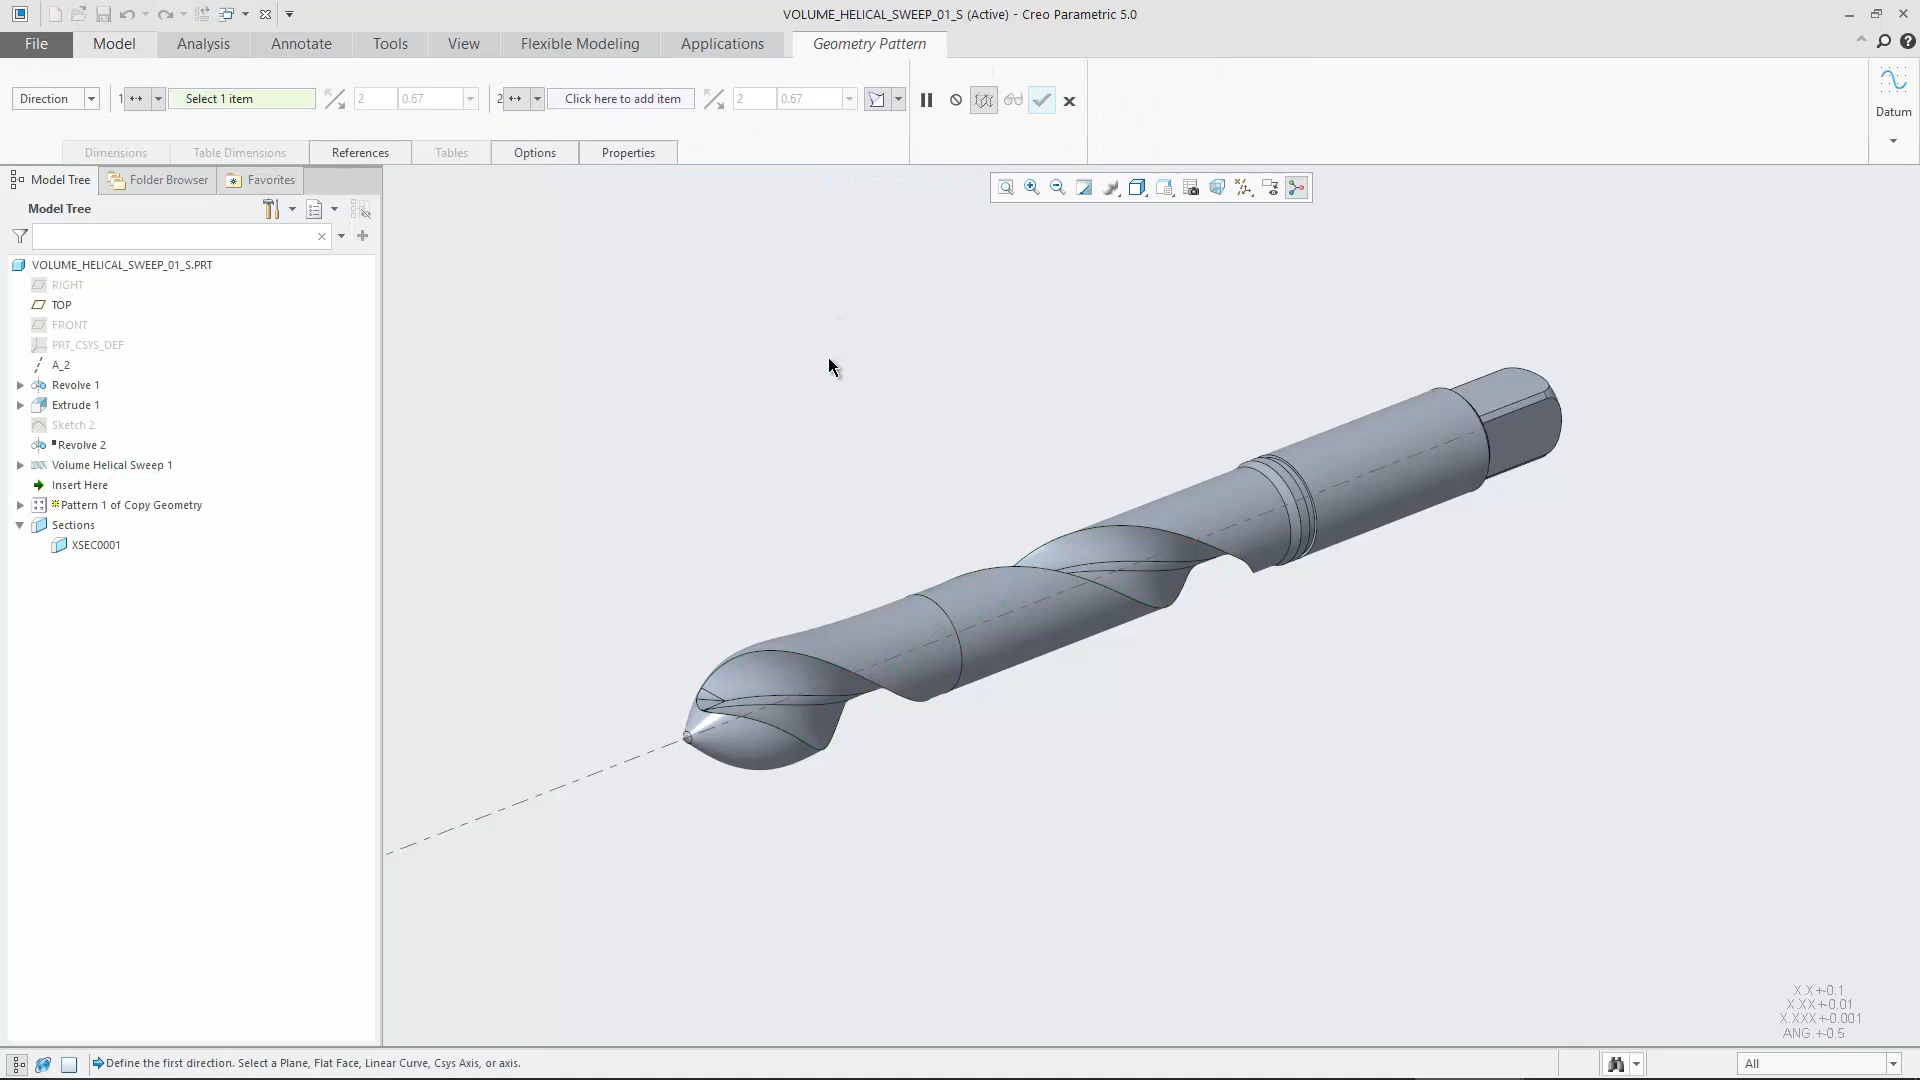 VOLUME_HELICAL_SWEEP_01_S (Active) - Creo Parametric 5.0
File Model Analysis Annotate Tools View Flexible Modeling Applications Geometry Pattern
Direction 1 Select 1 item 2 0.67 2 Click here to add item 2 0.67
Datum
Dimensions Table Dimensions References Tables Options Properties
Model Tree Folder Browser Favorites
Model Tree
VOLUME_HELICAL_SWEEP_01_S.PRT
RIGHT
TOP
FRONT
PRT_CSYS_DEF
A_2
Revolve 1
Extrude 1
Sketch 2
Revolve 2
Volume Helical Sweep 1
Insert Here
Pattern 1 of Copy Geometry
Sections
XSEC0001
X.X+-0.1
X.XX+-0.01
X.XXX+-0.001
ANG.+-0.5
Define the first direction. Select a Plane, Flat Face, Linear Curve, Csys Axis, or axis.
All